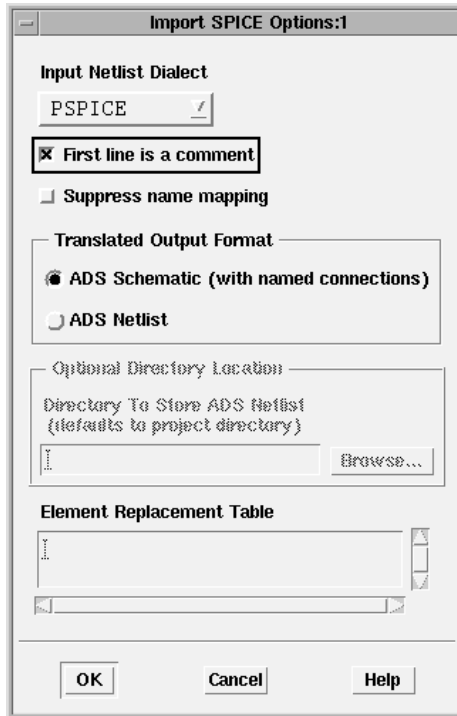 Import SPICE Options:1
Input Netlist Dialect
PSPICE
First line is a comment
Suppress name mapping
Translated Output Format
ADS Schematic (with named connections)
ADS Netlist
Optional Directory Location
Directory To Store ADS Netlist
(defaults to project directory)
Browse...
Element Replacement Table
OK
Cancel
Help